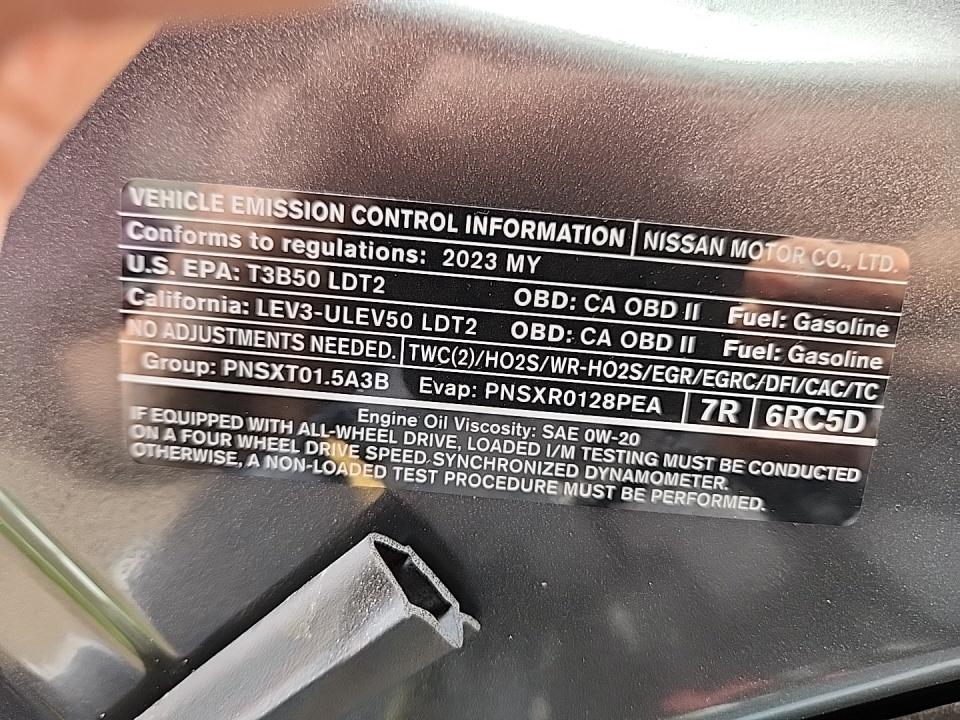 VEHICLE EMISSION CONTROL INFORMATION NISSAN MOTOR CO., LTD.
Conforms to regulations: 2023 MY
U.S. EPA: T3B50 LDT2 OBD: CA OBD II Fuel: Gasoline
California: LEV3-ULEV50 LDT2 OBD: CA OBD II Fuel: Gasoline
NO ADJUSTMENTS NEEDED. TWC(2)/HO2S/WR-HO2S/EGR/EGRC/DFI/CAC/TC
Group: PNSXT01.5A3B Evap: PNSXR0128PEA 7R 6RC5D
Engine Oil Viscosity: SAE 0W-20
IF EQUIPPED WITH ALL-WHEEL DRIVE, LOADED I/M TESTING MUST BE CONDUCTED
ON A FOUR WHEEL DRIVE SPEED SYNCHRONIZED DYNAMOMETER.
OTHERWISE, A NON-LOADED TEST PROCEDURE MUST BE PERFORMED.